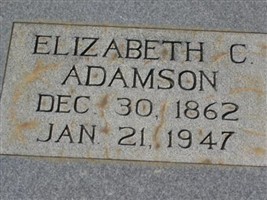 ELIZABETH C.
ADAMSON
DEC. 30, 1862
JAN. 21, 1947